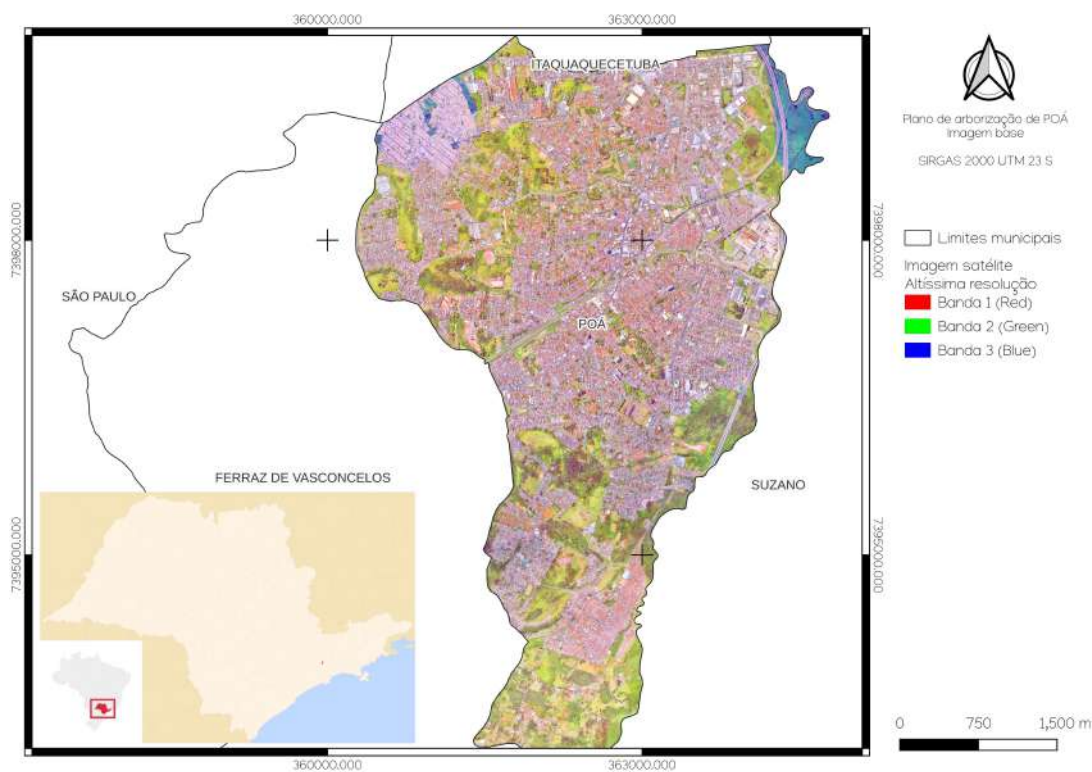 360000.000
363000.000
ITAQUAQUECETUBA
Plano de arborização de POÁ
Imagem base
SIRGAS 2000 UTM 23 S
7398000.000
7398000.000
Limites municipais
Imagem satélite
Altíssima resolução
Banda 1 (Red)
Banda 2 (Green)
Banda 3 (Blue)
SÃO PAULO
POÁ
FERRAZ DE VASCONCELOS
SUZANO
7395000.000
7395000.000
0
750
1,500 m
360000.000
363000.000